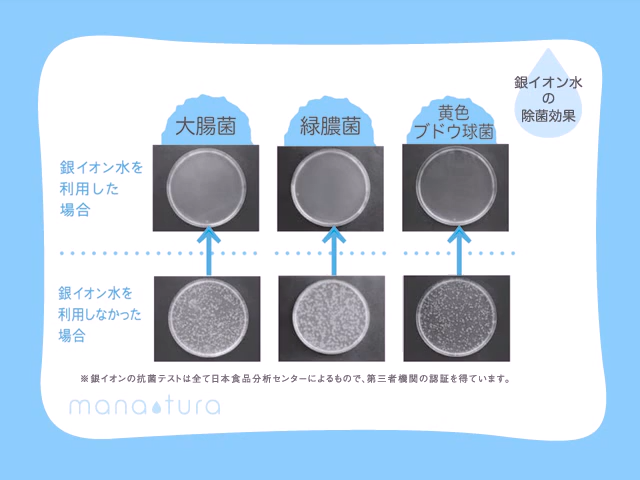 銀イオン水
の
除菌効果
大腸菌
緑膿菌
黄色
ブドウ球菌
銀イオン水を
利用した
場合
銀イオン水を
利用しなかった
場合
※銀イオンの抗菌テストは全て日本食品分析センターによるもので、第三者機関の認証を得ています。
manatura